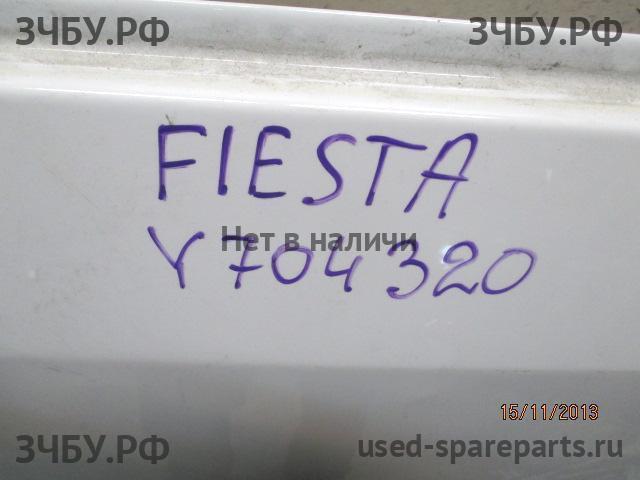 ЗЧБУ.РФ ЗЧБУ.РФ
FIESTA
Нет в наличи
Y704320
15/11/2013
ЗЧБУ.РФ used-spareparts.ru